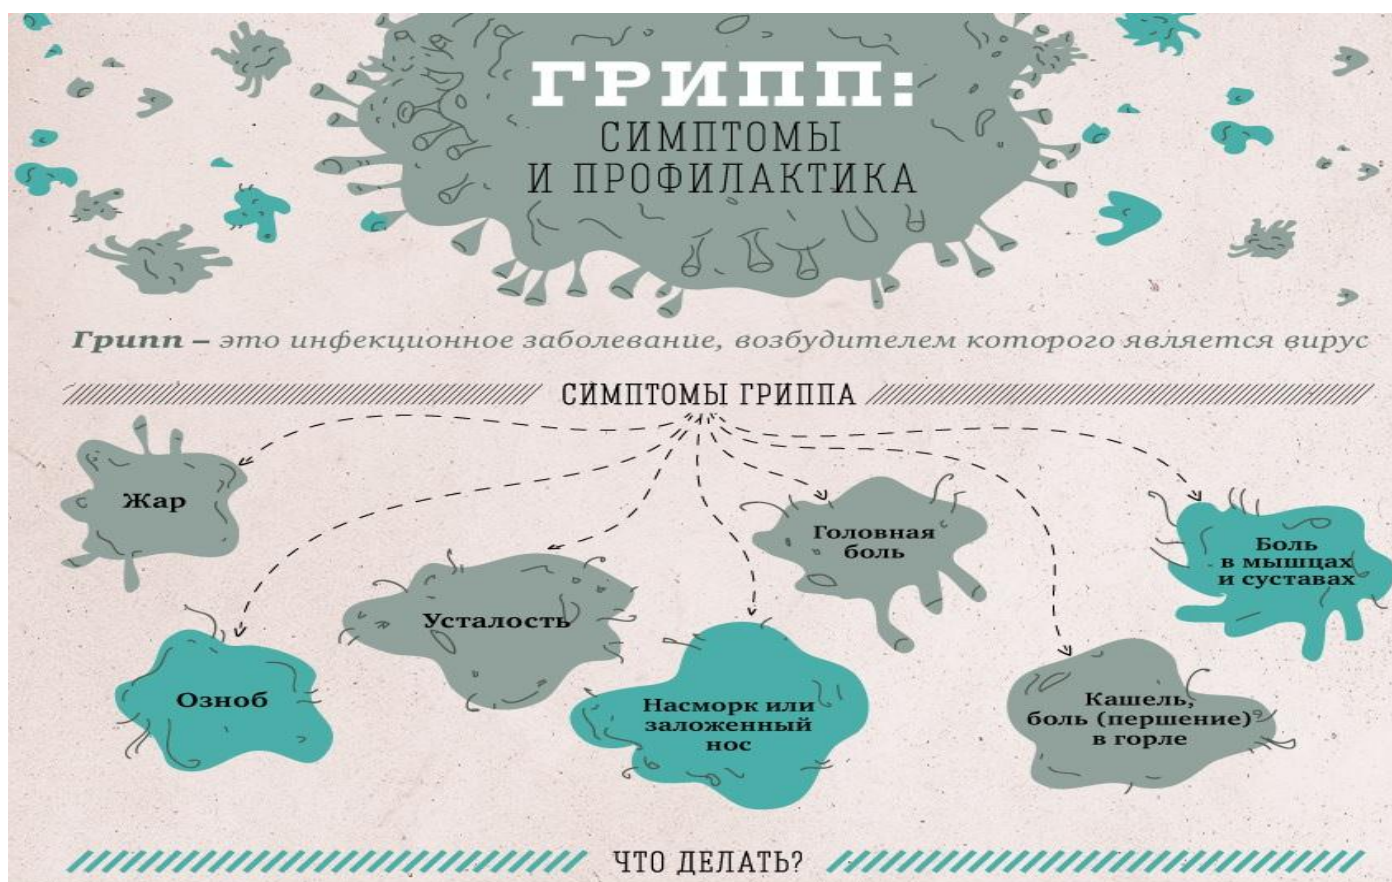 ГРИПП:
СИМПТОМЫ
И ПРОФИЛАКТИКА
Грипп – это инфекционное заболевание, возбудителем которого является вирус
СИМПТОМЫ ГРИППА
Жар
Озноб
Усталость
Насморк или
заложенный
нос
Головная
боль
Кашель,
боль (першение)
в горле
Боль
в мышцах
и суставах
ЧТО ДЕЛАТЬ?